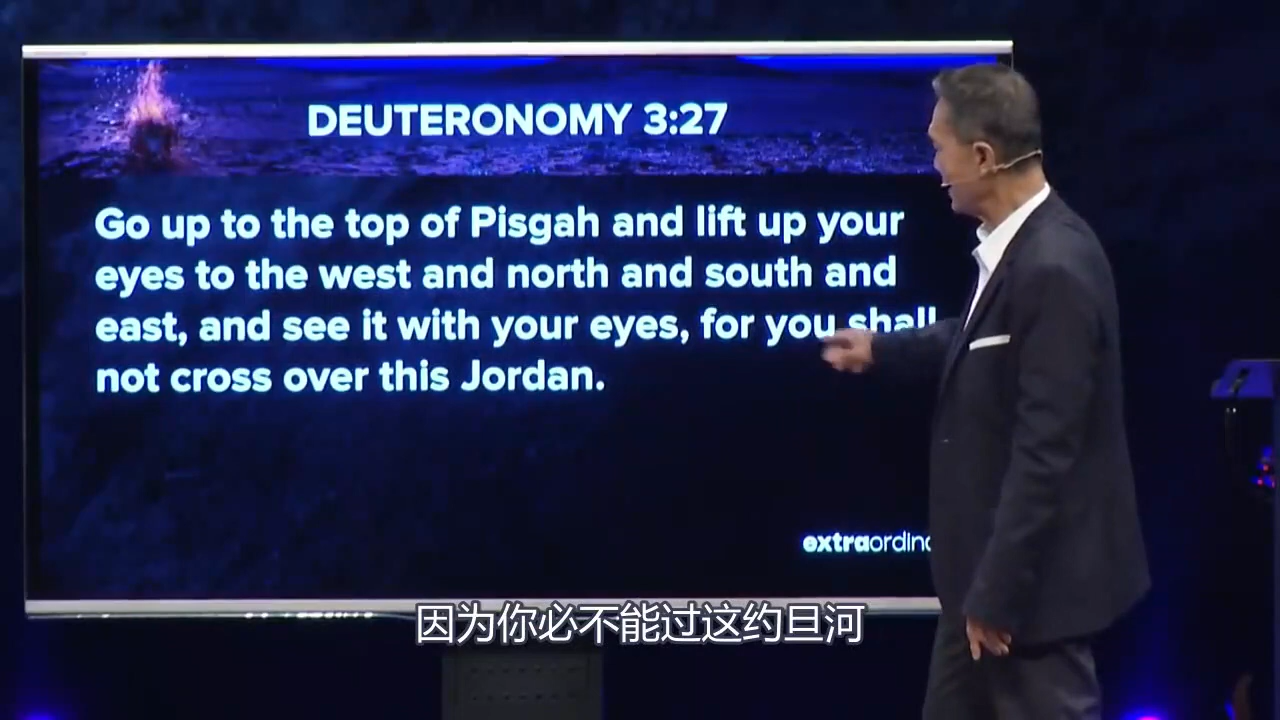 DEUTERONOMY 3:27
Go up to the top of Pisgah and lift up your
eyes to the west and north and south and
east, and see it with your eyes, for you shall
not cross over this Jordan.
extraordin
因为你必不能过这约旦河